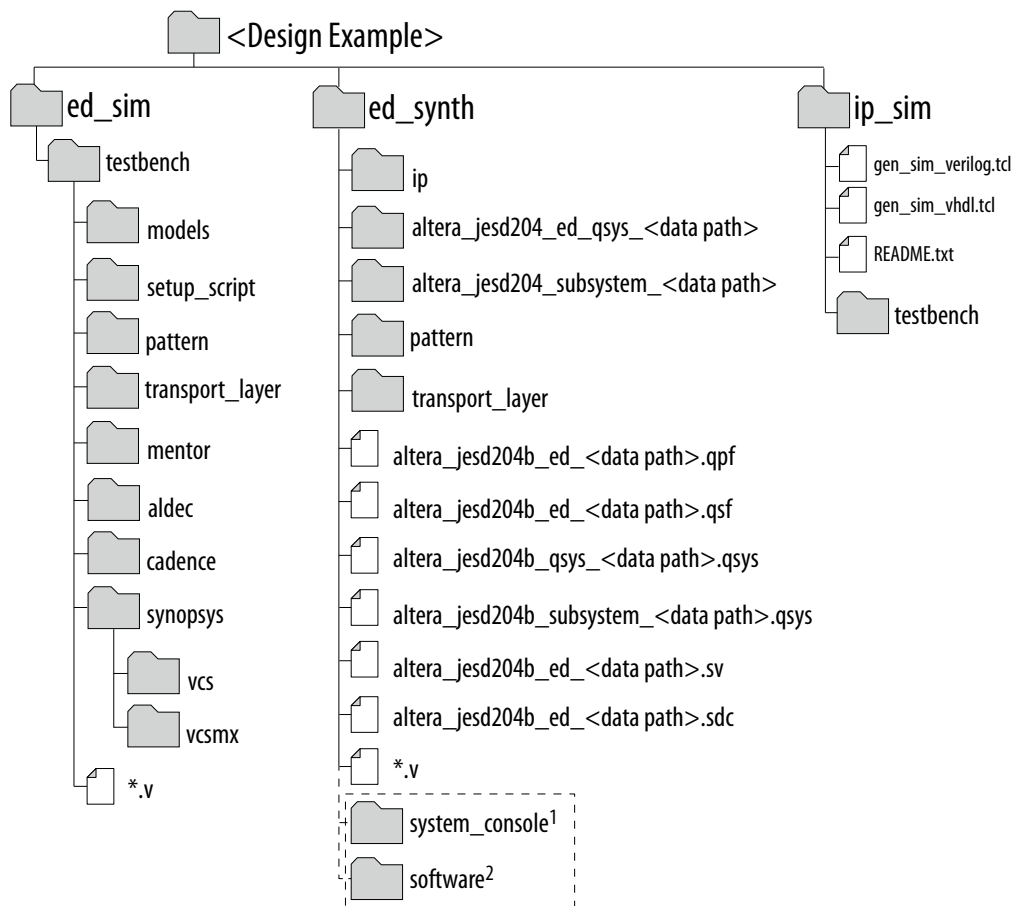 <Design Example>
ed_sim
testbench
models
setup_script
pattern
transport_layer
mentor
aldec
cadence
synopsys
vcs
vcsmx
*.v
ed_synth
ip
altera_jesd204_ed_qsys_<data path>
altera_jesd204_subsystem_<data path>
pattern
transport_layer
altera_jesd204b_ed_<data path>.qpf
altera_jesd204b_ed_<data path>.qsf
altera_jesd204b_qsys_<data path>.qsys
altera_jesd204b_subsystem_<data path>.qsys
altera_jesd204b_ed_<data path>.sv
altera_jesd204b_ed_<data path>.sdc
*.v
system_console1
software2
ip_sim
gen_sim_verilog.tcl
gen_sim_vhdl.tcl
README.txt
testbench